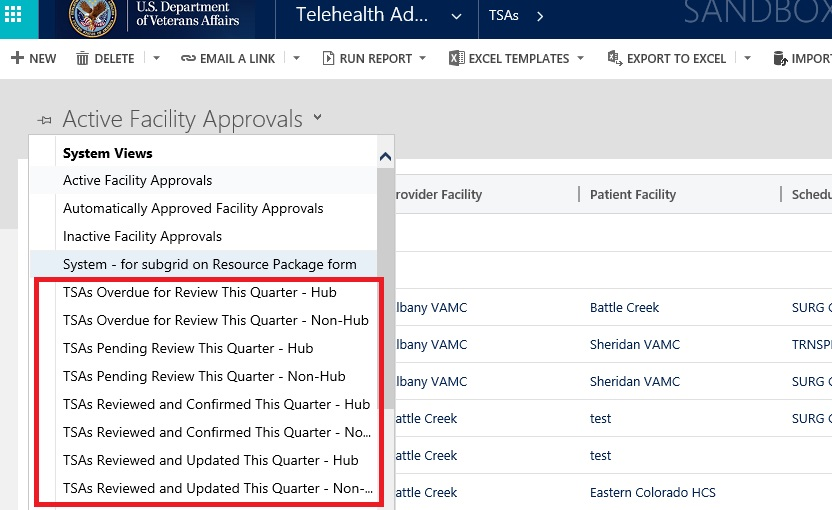 U.S. Department
of Veterans Affairs
Telehealth Ad...
TSAs
SANDBOX
NEW
DELETE
EMAIL A LINK
RUN REPORT
EXCEL TEMPLATES
EXPORT TO EXCEL
IMPOR
Active Facility Approvals
System Views
Active Facility Approvals
Automatically Approved Facility Approvals
Inactive Facility Approvals
System - for subgrid on Resource Package form
TSAs Overdue for Review This Quarter - Hub
TSAs Overdue for Review This Quarter - Non-Hub
TSAs Pending Review This Quarter - Hub
TSAs Pending Review This Quarter - Non-Hub
TSAs Reviewed and Confirmed This Quarter - Hub
TSAs Reviewed and Confirmed This Quarter - No...
TSAs Reviewed and Updated This Quarter - Hub
TSAs Reviewed and Updated This Quarter - Non-...
rovider Facility
Patient Facility
Schedu
lbany VAMC
Battle Creek
SURG
lbany VAMC
Sheridan VAMC
TRNSP
lbany VAMC
Sheridan VAMC
SURG
attle Creek
test
SURG
attle Creek
test
attle Creek
Eastern Colorado HCS